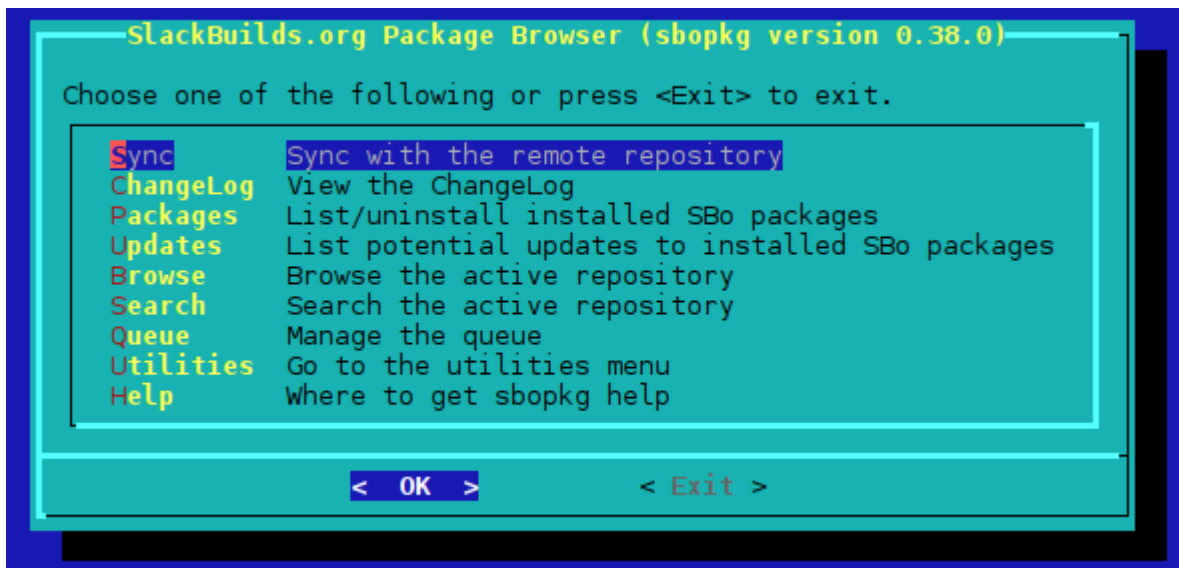 SlackBuilds.org Package Browser (sbopkg version 0.38.0)
Choose one of the following or press <Exit> to exit.
Sync Sync with the remote repository
ChangeLog View the ChangeLog
Packages List/uninstall installed SBo packages
Updates List potential updates to installed SBo packages
Browse Browse the active repository
Search Search the active repository
Queue Manage the queue
Utilities Go to the utilities menu
Help Where to get sbopkg help
< OK > < Exit >